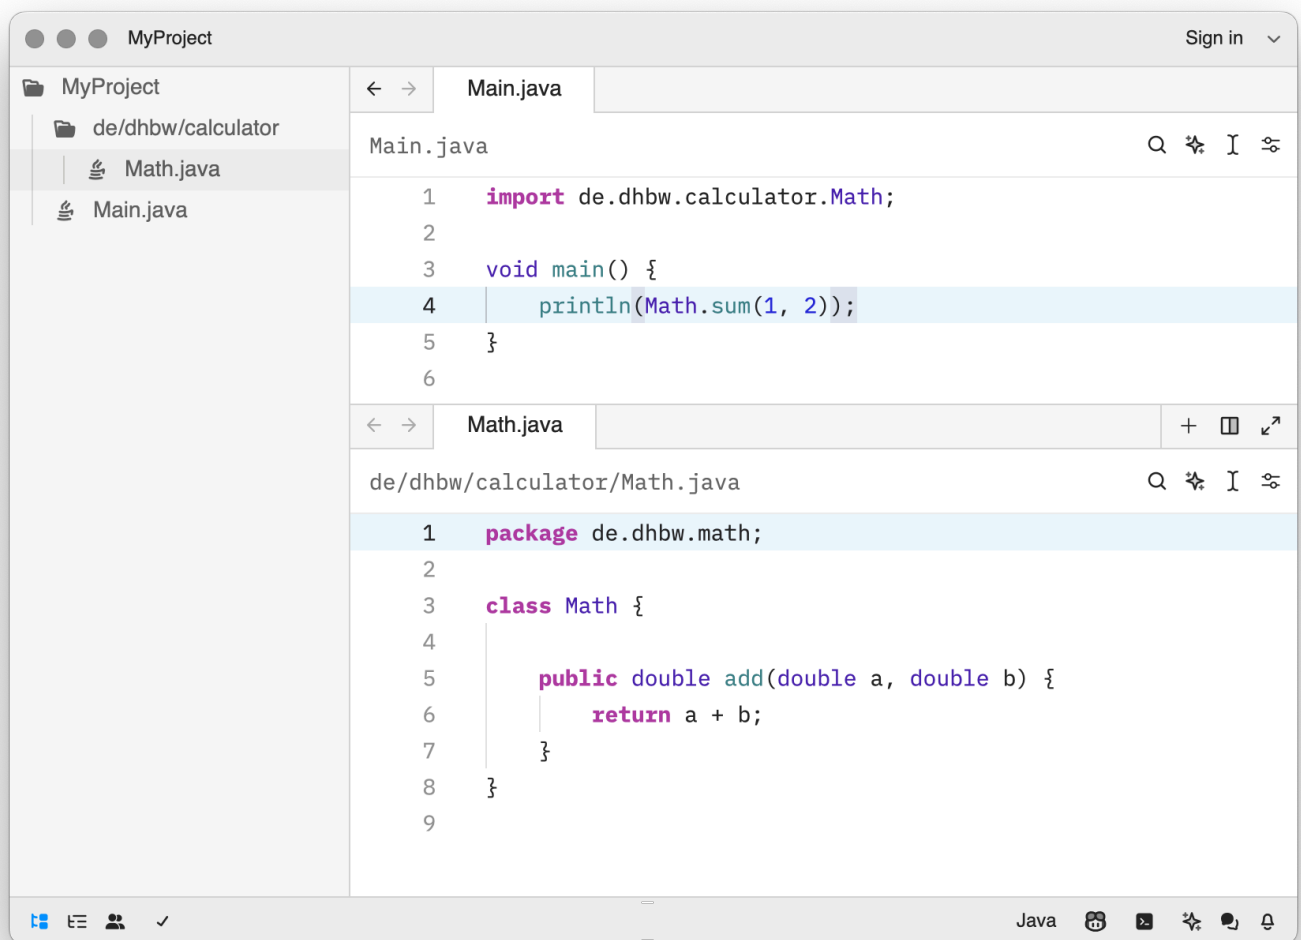 MyProject
Sign in
MyProject
de/dhbw/calculator
Math.java
Main.java
Main.java
Main.java
1 import de.dhbw.calculator.Math;
2
3 void main() {
4     println(Math.sum(1, 2));
5 }
6
Math.java
de/dhbw/calculator/Math.java
1 package de.dhbw.math;
2
3 class Math {
4
5     public double add(double a, double b) {
6         return a + b;
7     }
8 }
9
Java